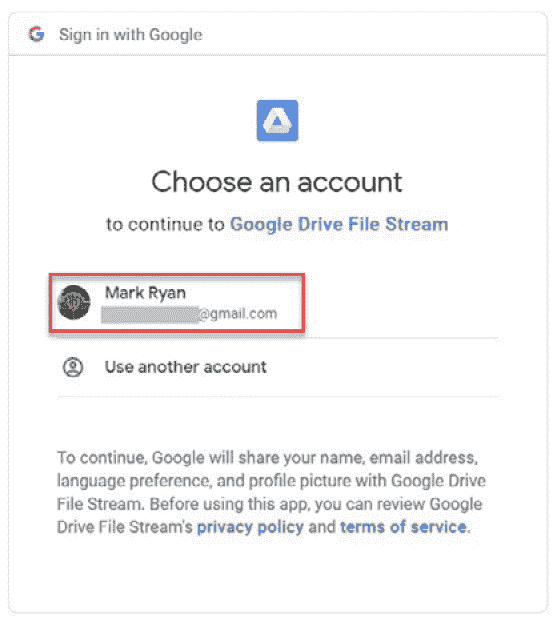 Sign in with Google
Choose an account
to continue to Google Drive File Stream
Mark Ryan
@gmail.com
Use another account
To continue, Google will share your name, email address,
language preference, and profile picture with Google Drive
File Stream. Before using this app, you can review Google
Drive File Stream's privacy policy and terms of service.